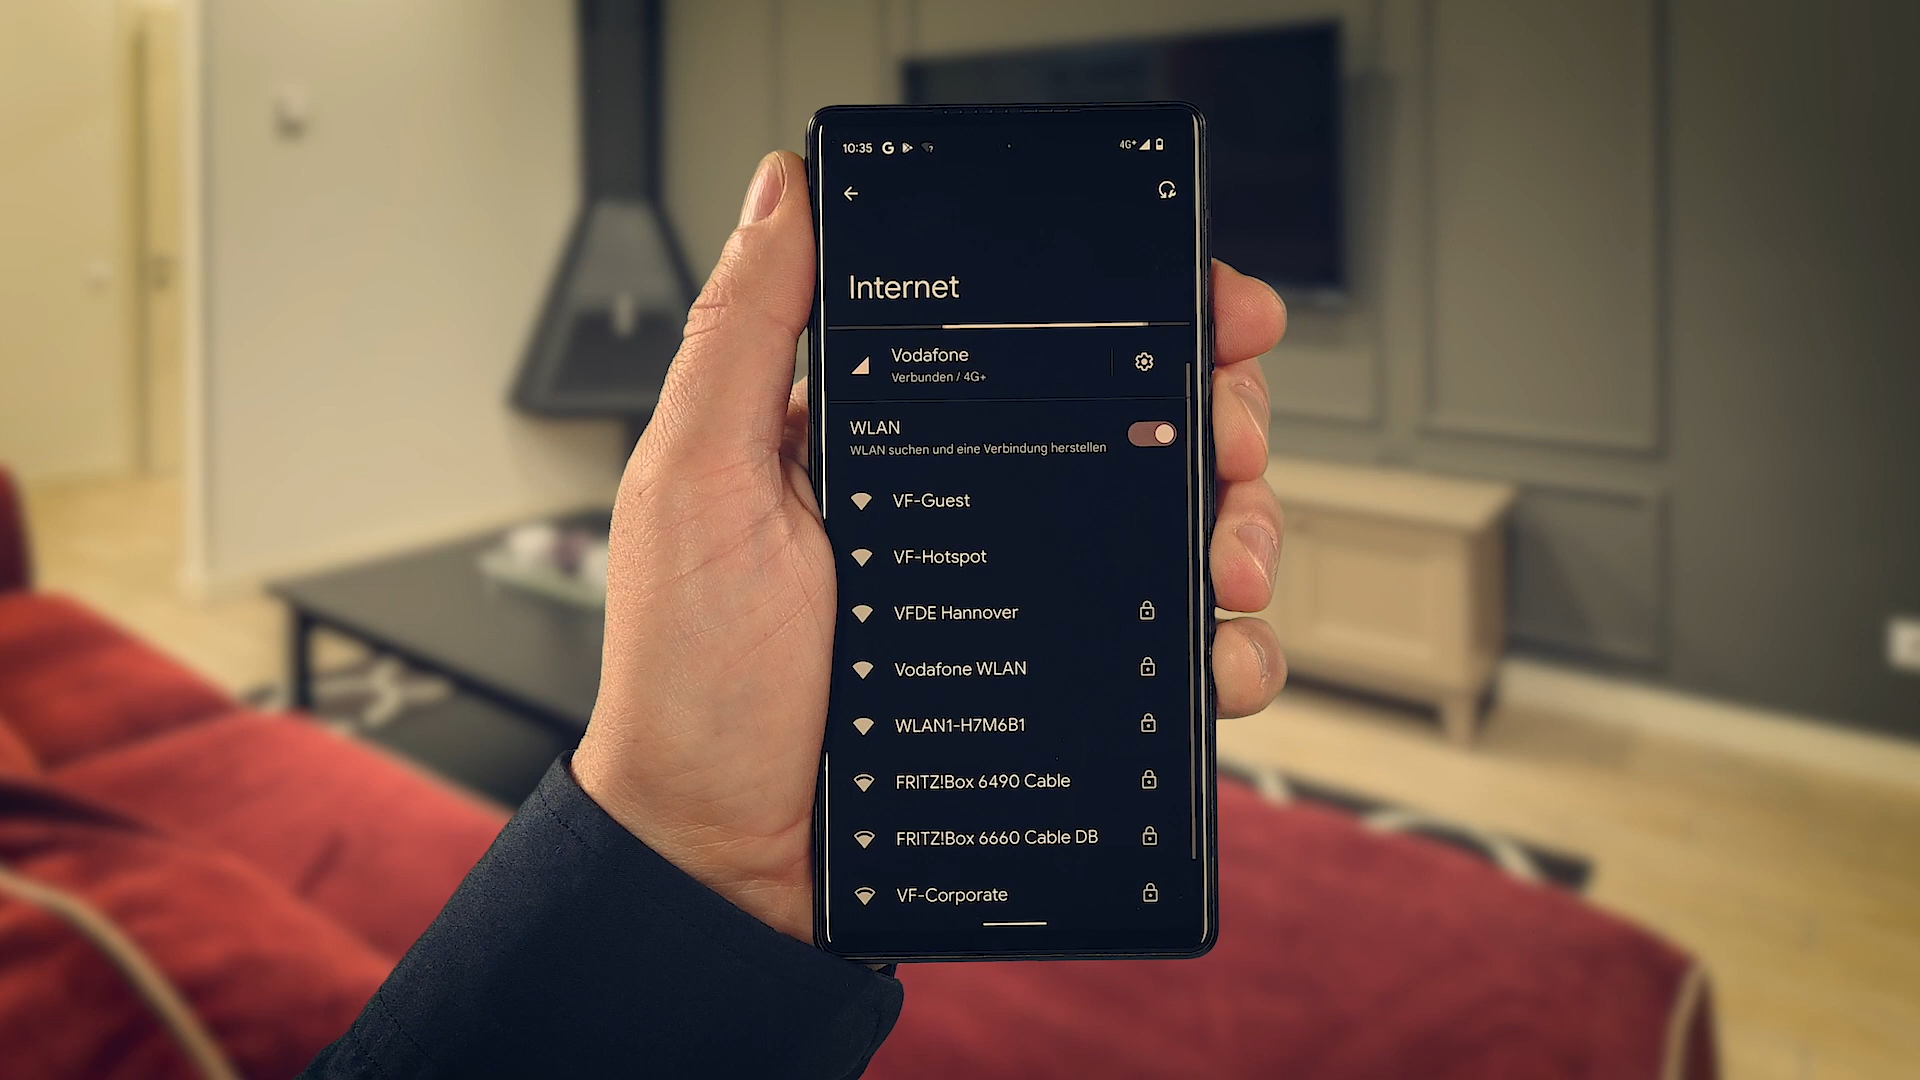 10:35 G ? 4G+
Internet
Vodafone
Verbunden / 4G+
WLAN
WLAN suchen und eine Verbindung herstellen
VF-Guest
VF-Hotspot
VFDE Hannover
Vodafone WLAN
WLAN1-H7M6B1
FRITZ!Box 6490 Cable
FRITZ!Box 6660 Cable DB
VF-Corporate